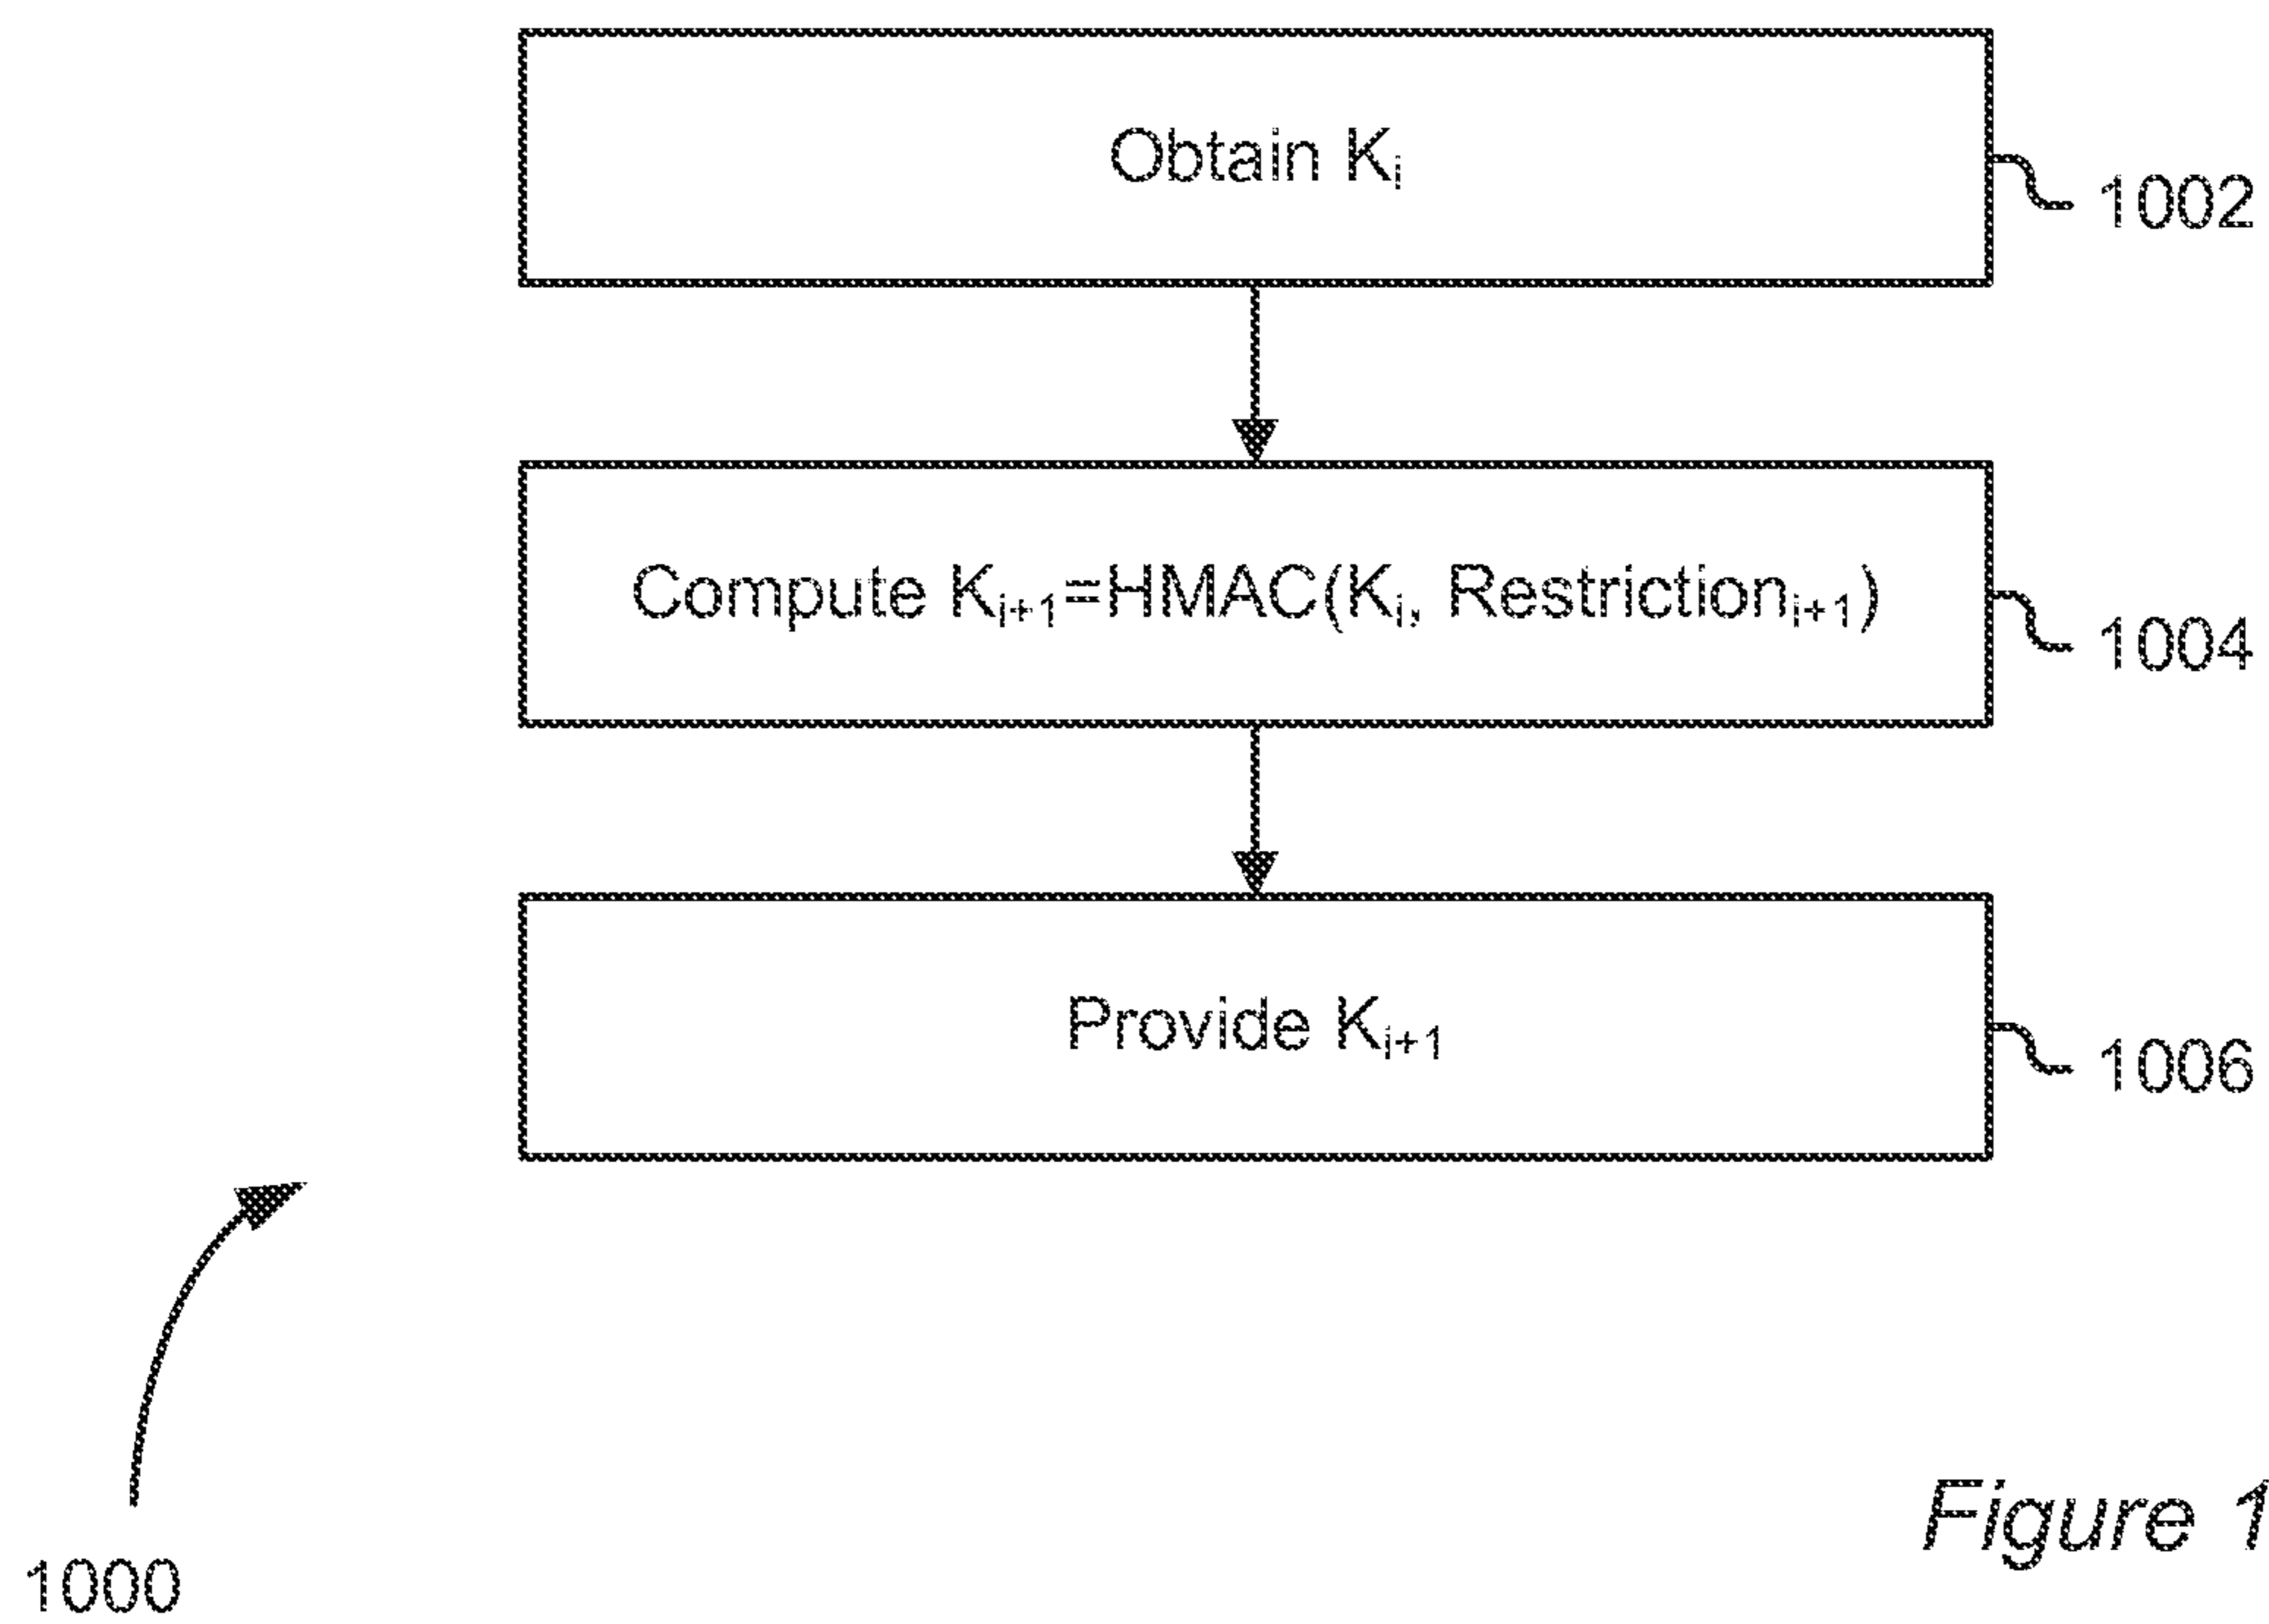 Obtain Kᵢ
1002
Compute Kᵢ₊₁=HMAC(Kᵢ, Restrictionᵢ₊₁)
1004
Provide Kᵢ₊₁
1006
1000
Figure 1